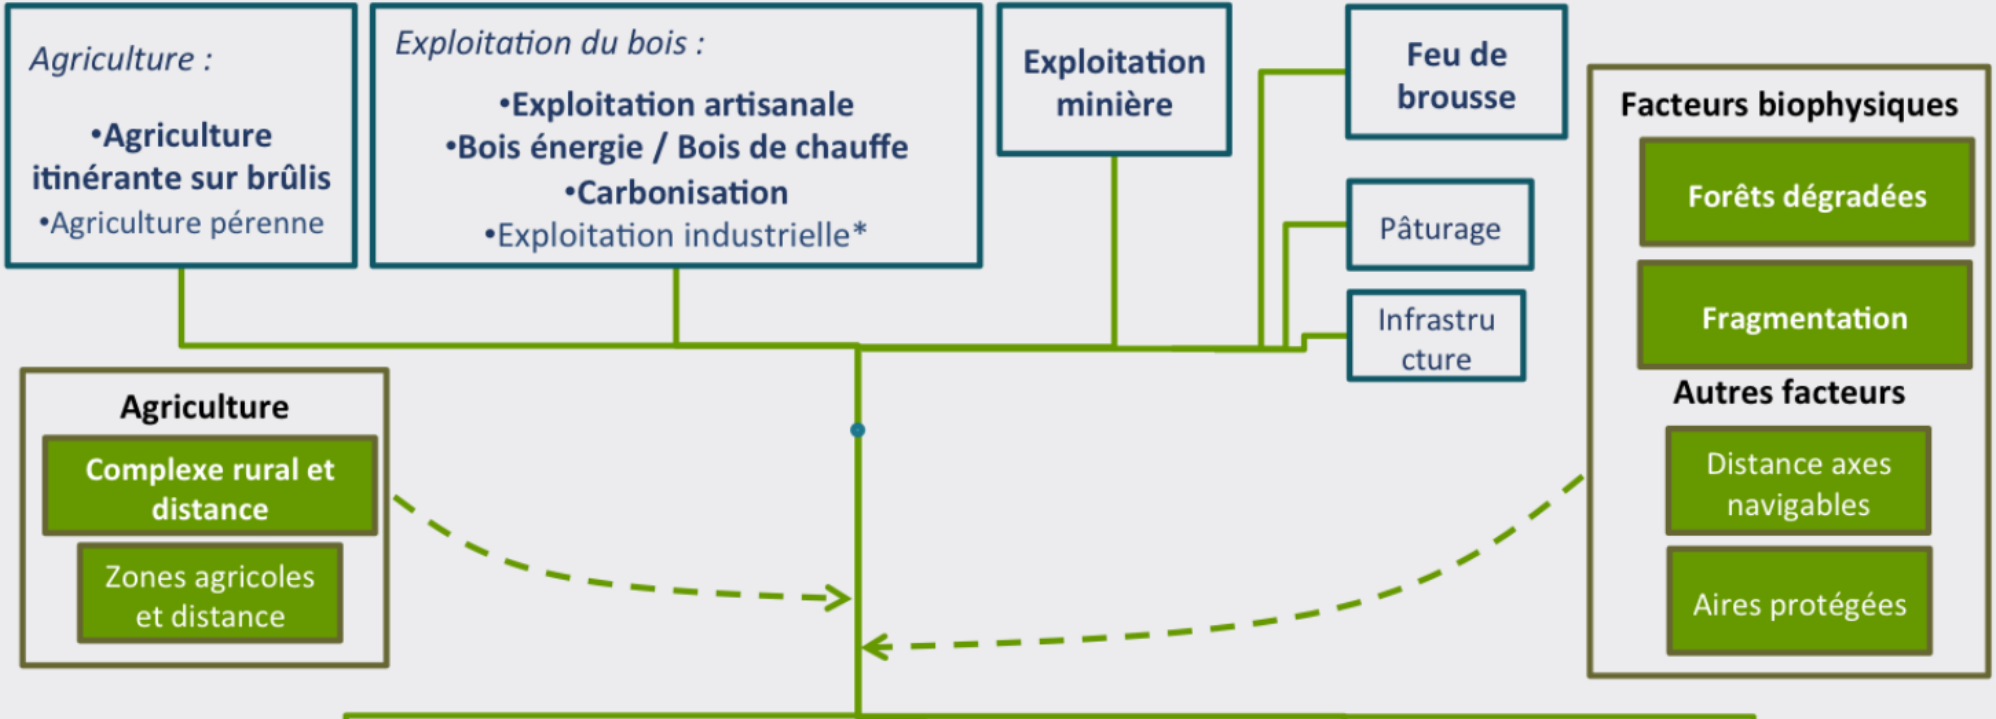 Agriculture :
•Agriculture
itinérante sur brûlis
•Agriculture pérenne
Exploitation du bois :
•Exploitation artisanale
•Bois énergie / Bois de chauffe
•Carbonisation
•Exploitation industrielle*
Exploitation
minière
Feu de
brousse
Pâturage
Infrastru
cture
Facteurs biophysiques
Forêts dégradées
Fragmentation
Autres facteurs
Distance axes
navigables
Aires protégées
Agriculture
Complexe rural et
distance
Zones agricoles
et distance